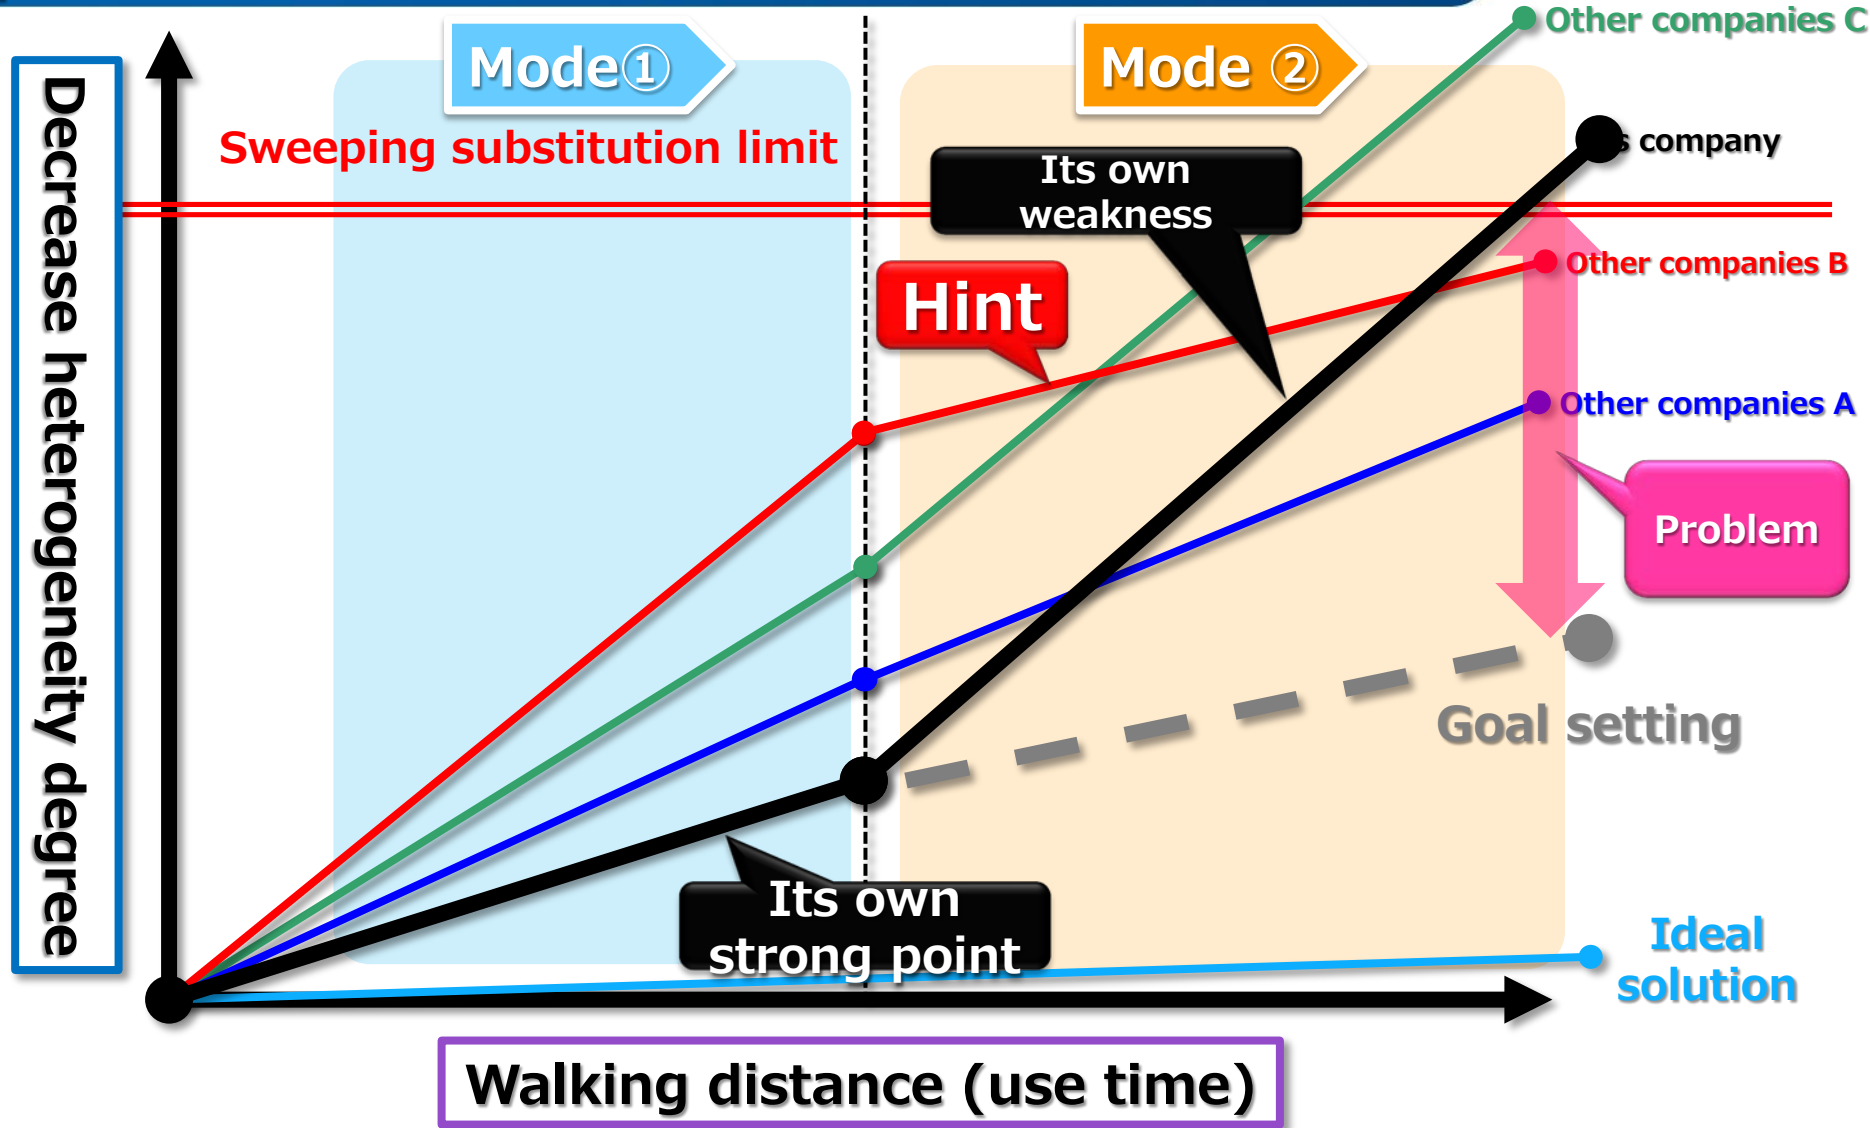 Other companies C
Mode①
Mode ②
Sweeping substitution limit
company
Its own
weakness
Hint
Other companies B
Other companies A
Problem
Goal setting
Its own
strong point
Ideal
solution
Decrease heterogeneity degree
Walking distance (use time)